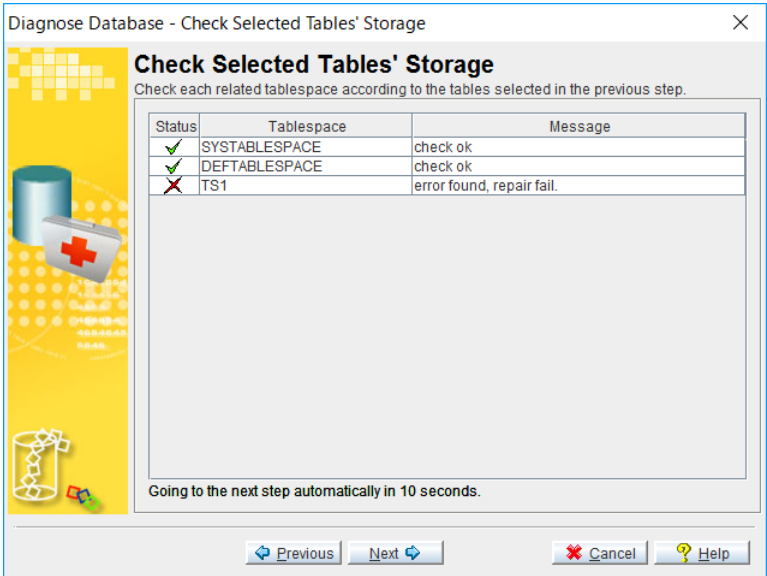 Diagnose Database - Check Selected Tables' Storage
Check Selected Tables' Storage
Check each related tablespace according to the tables selected in the previous step.
Status Tablespace Message
SYSTABLESPACE check ok
DEFTABLESPACE check ok
TS1 error found, repair fail.
Going to the next step automatically in 10 seconds.
Previous Next Cancel Help